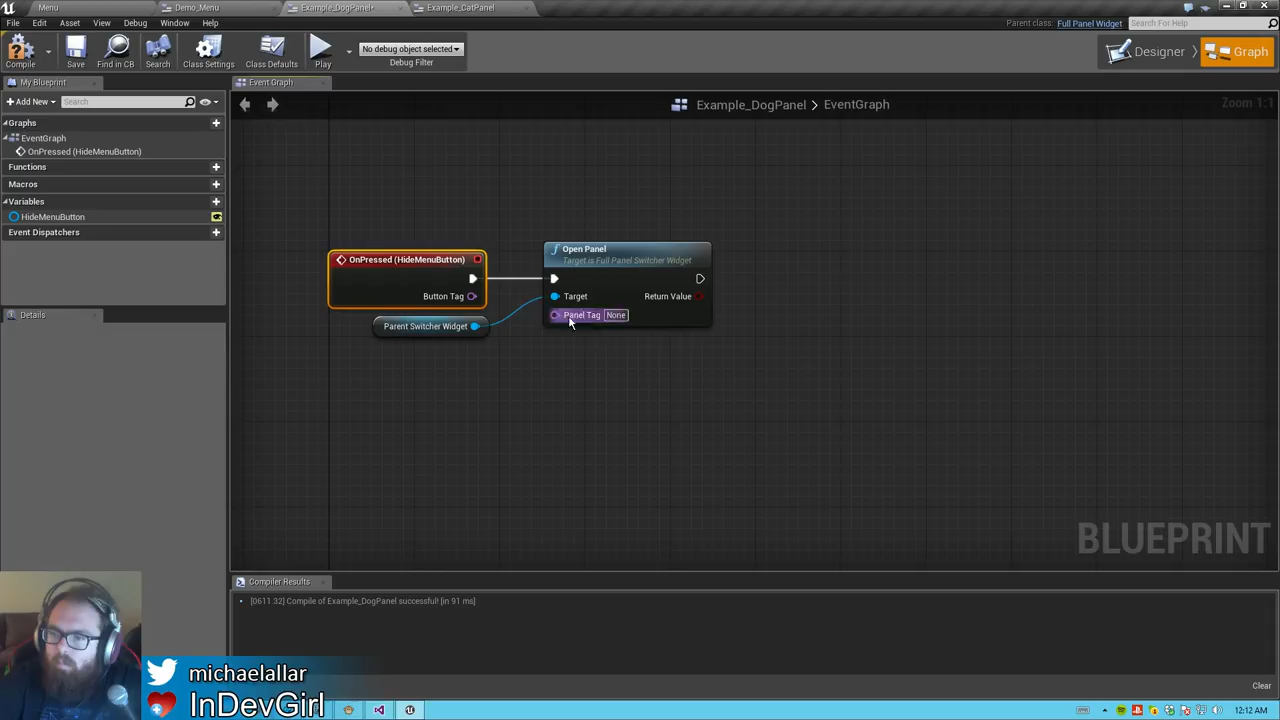 Menu
Demo_Menu
Example_DogPanel*
Example_CatPanel
File Edit Asset View Debug Window Help
Parent class: Full Panel Widget
Search For Help
Compile
Save
Find in CB
Search
Class Settings
Class Defaults
Play
No debug object selected
Debug Filter
Designer
Graph
My Blueprint
Event Graph
Add New
Search
Example_DogPanel > EventGraph
Zoom 1:1
Graphs
EventGraph
OnPressed (HideMenuButton)
Functions
Macros
Variables
HideMenuButton
Event Dispatchers
Details
OnPressed (HideMenuButton)
Button Tag
Parent Switcher Widget
Open Panel
Target is Full Panel Switcher Widget
Target
Return Value
Panel Tag None
BLUEPRINT
Compiler Results
[0611.32] Compile of Example_DogPanel successful! [in 91 ms]
Clear
michaelallar
InDevGirl
12:12 AM